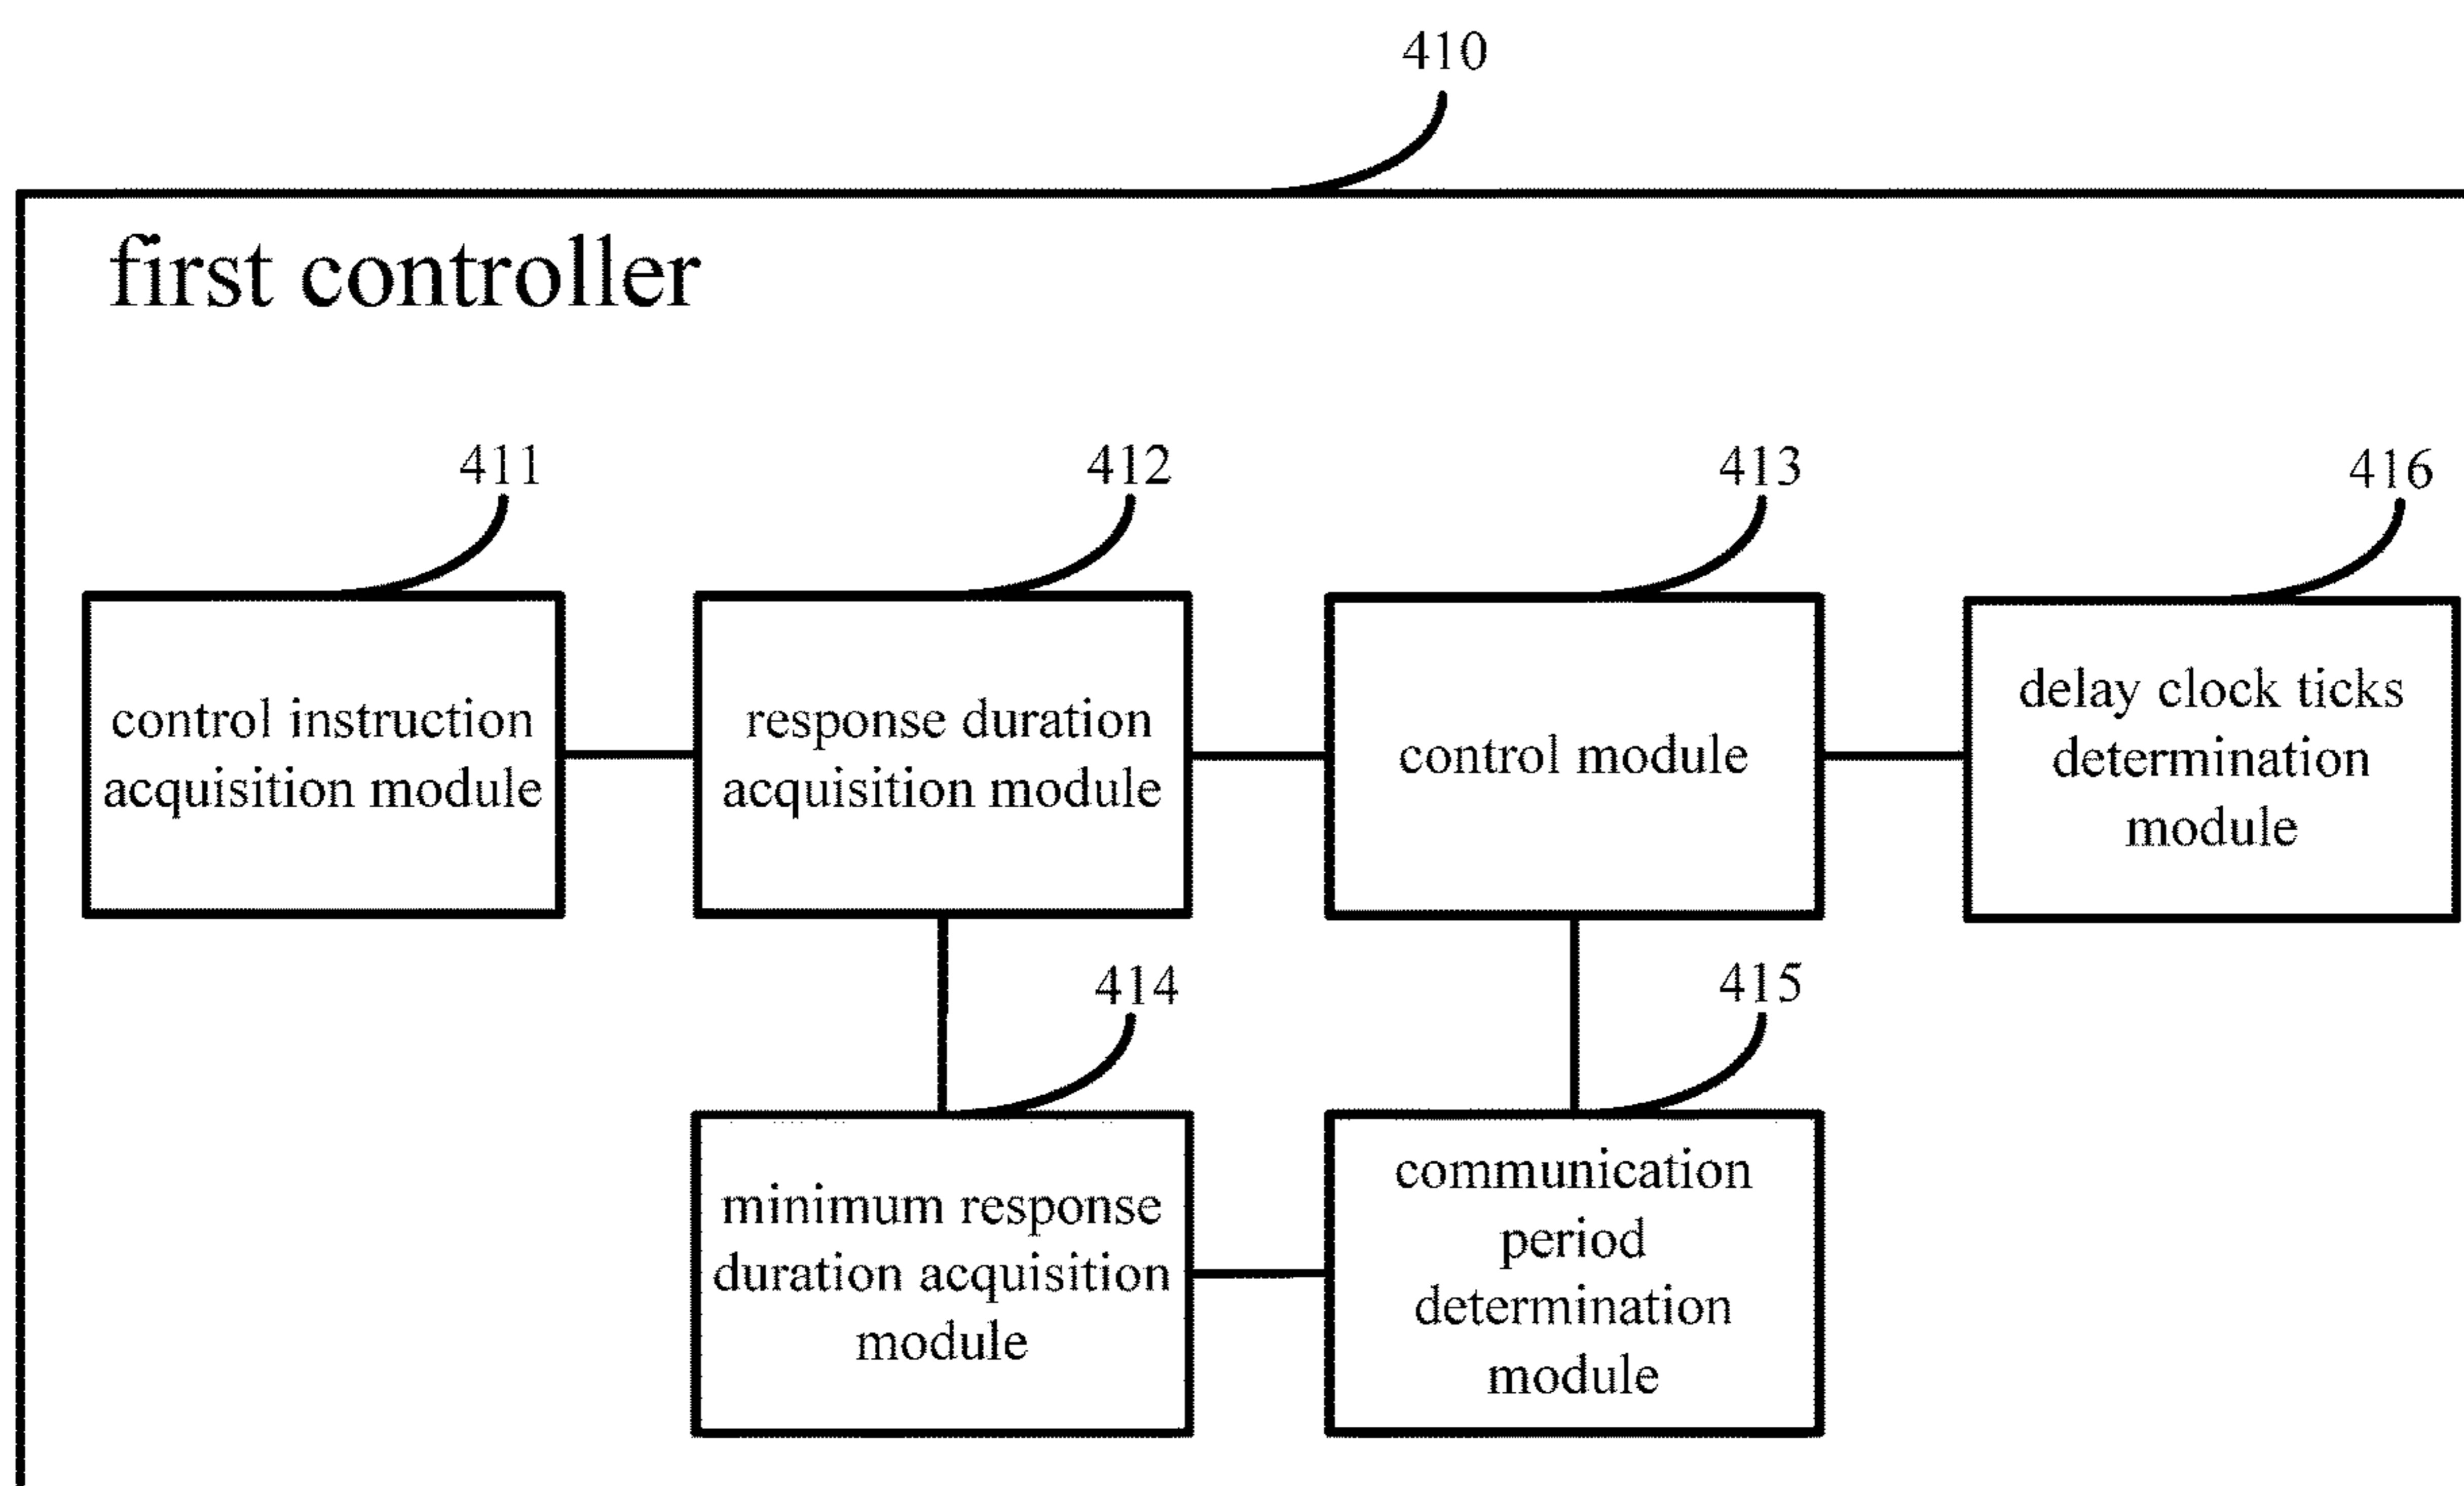 410
first controller
411
412
413
416
control instruction
acquisition module
response duration
acquisition module
control module
delay clock ticks
determination
module
414
415
minimum response
duration acquisition
module
communication
period
determination
module